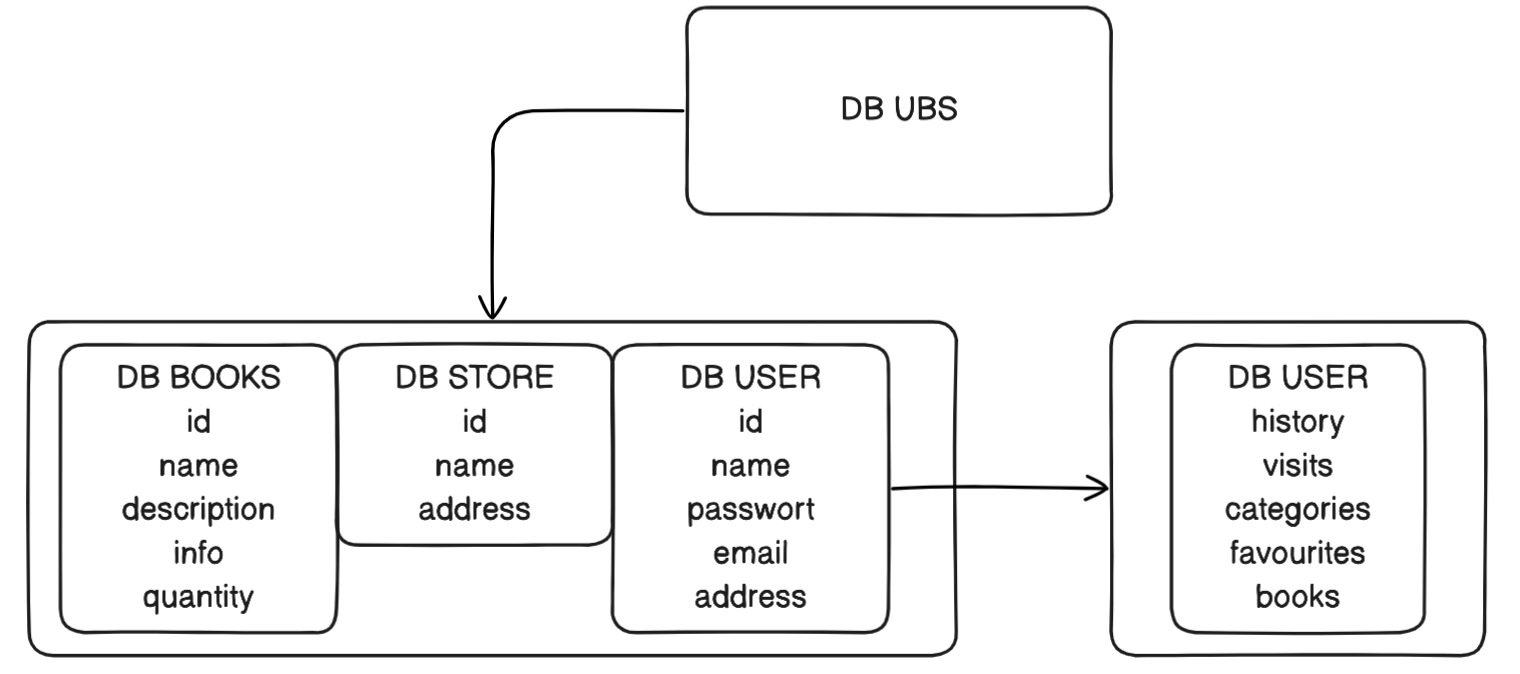 DB UBS
DB BOOKS
id
name
description
info
quantity
DB STORE
id
name
address
DB USER
id
name
passwort
email
address
DB USER
history
visits
categories
favourites
books